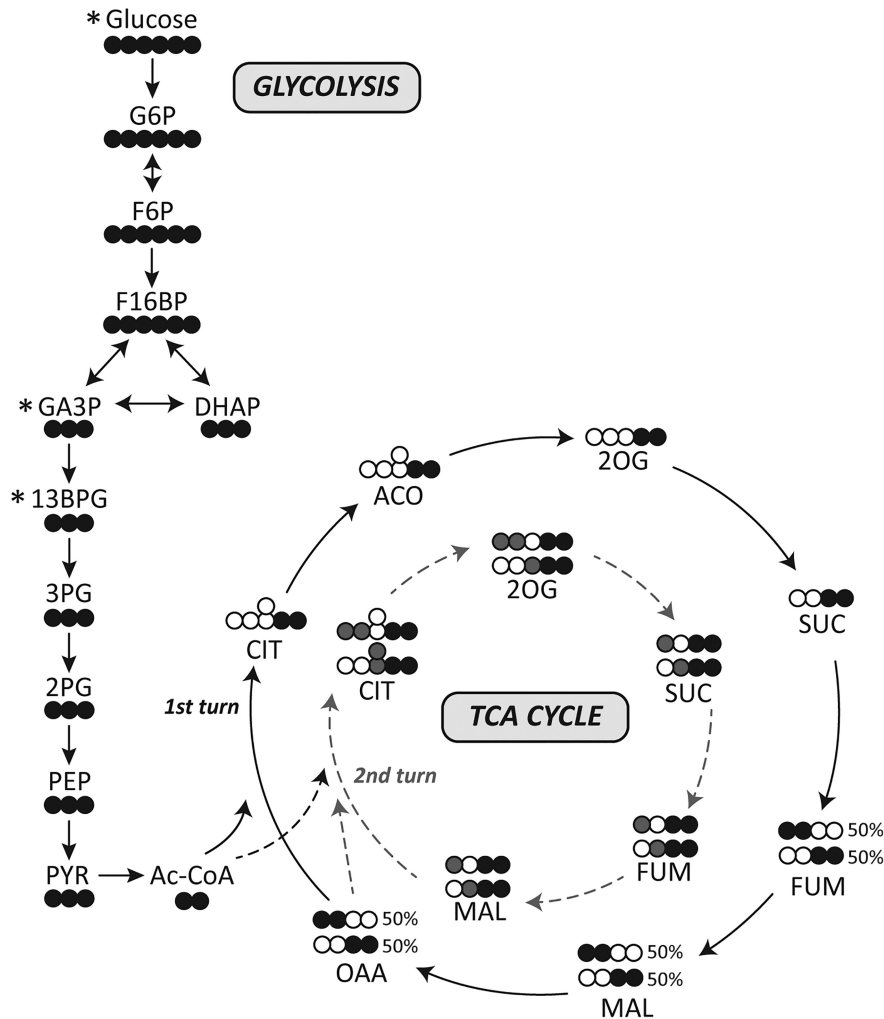 * Glucose
GLYCOLYSIS
G6P
F6P
F16BP
* GA3P
DHAP
* 13BPG
3PG
2PG
PEP
PYR
Ac-CoA
1st turn
CIT
ACO
2OG
SUC
50%
50%
FUM
50%
50%
MAL
50%
50%
OAA
2nd turn
CIT
2OG
SUC
FUM
MAL
TCA CYCLE